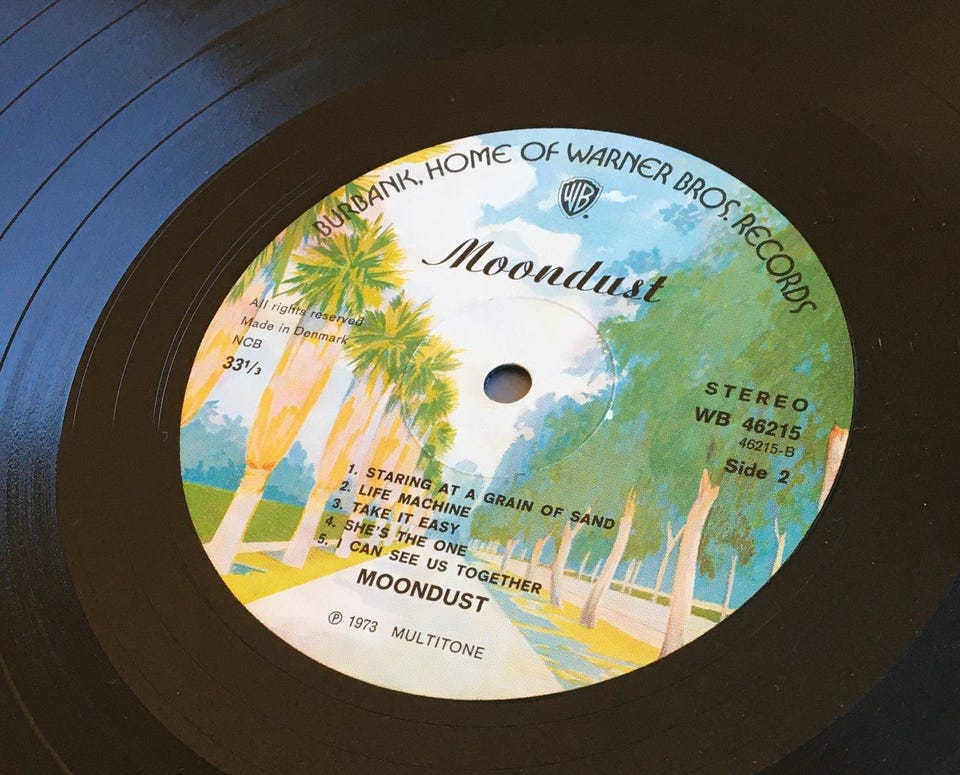 BURBANK, HOME OF WARNER BROS. RECORDS
WB
Moondust
All rights reserved
Made in Denmark
NCB
33⅓
STEREO
WB 46215
46215-B
Side 2
1. STARING AT A GRAIN OF SAND
2. LIFE MACHINE
3. TAKE IT EASY
4. SHE'S THE ONE
5. I CAN SEE US TOGETHER
MOONDUST
℗ 1973 MULTITONE